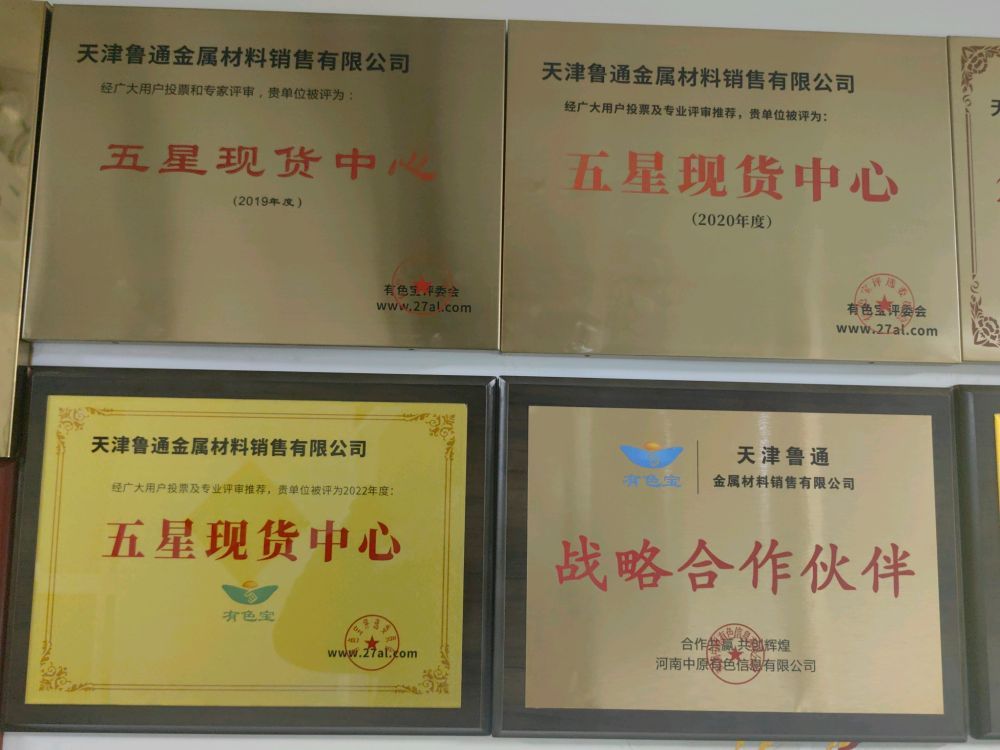 天津鲁通金属材料销售有限公司
经广大用户投票和专家评审，贵单位被评为：
五星现货中心
（2019年度）
有色宝评委会
www.27al.com
天津鲁通金属材料销售有限公司
经广大用户投票及专业评审推荐，贵单位被评为：
五星现货中心
（2020年度）
有色宝评委会
www.27al.com
天津鲁通金属材料销售有限公司
经广大用户投票及专业评审推荐，贵单位被评为2022年度：
五星现货中心
有色宝
www.27al.com
有色宝
天津鲁通
金属材料销售有限公司
战略合作伙伴
合作共赢 共创辉煌
河南中原有色信息有限公司